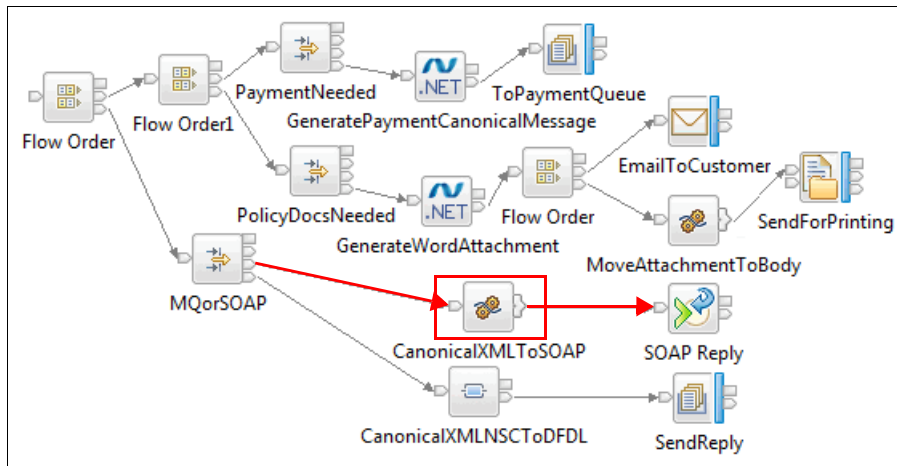 PaymentNeeded
.NET
ToPaymentQueue
Flow Order
Flow Order1
GeneratePaymentCanonicalMessage
EmailToCustomer
PolicyDocsNeeded
.NET
Flow Order
SendForPrinting
GenerateWordAttachment
MoveAttachmentToBody
MQorSOAP
CanonicalXMLToSOAP
SOAP Reply
CanonicalXMLNSCToDFDL
SendReply